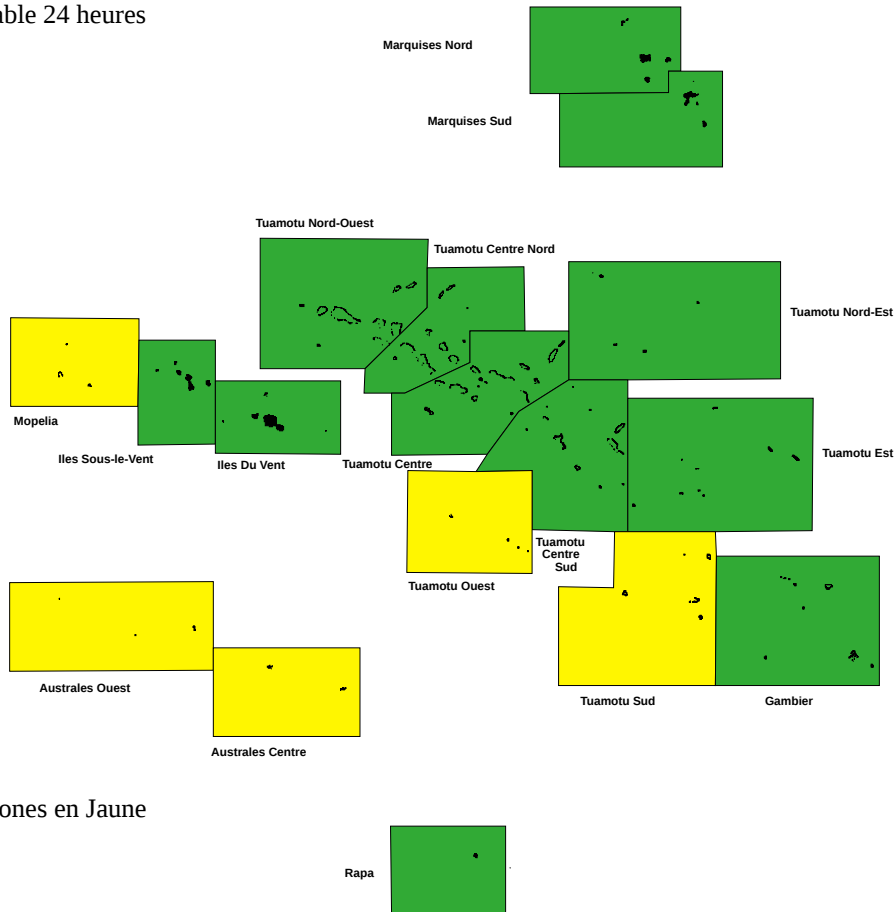 able 24 heures
Marquises Nord
Marquises Sud
Tuamotu Nord-Ouest
Tuamotu Centre Nord
Tuamotu Nord-Est
Mopelia
Iles Sous-le-Vent
Iles Du Vent
Tuamotu Centre
Tuamotu Est
Tuamotu
Centre
Sud
Tuamotu Ouest
Australes Ouest
Tuamotu Sud
Gambier
Australes Centre
ones en Jaune
Rapa